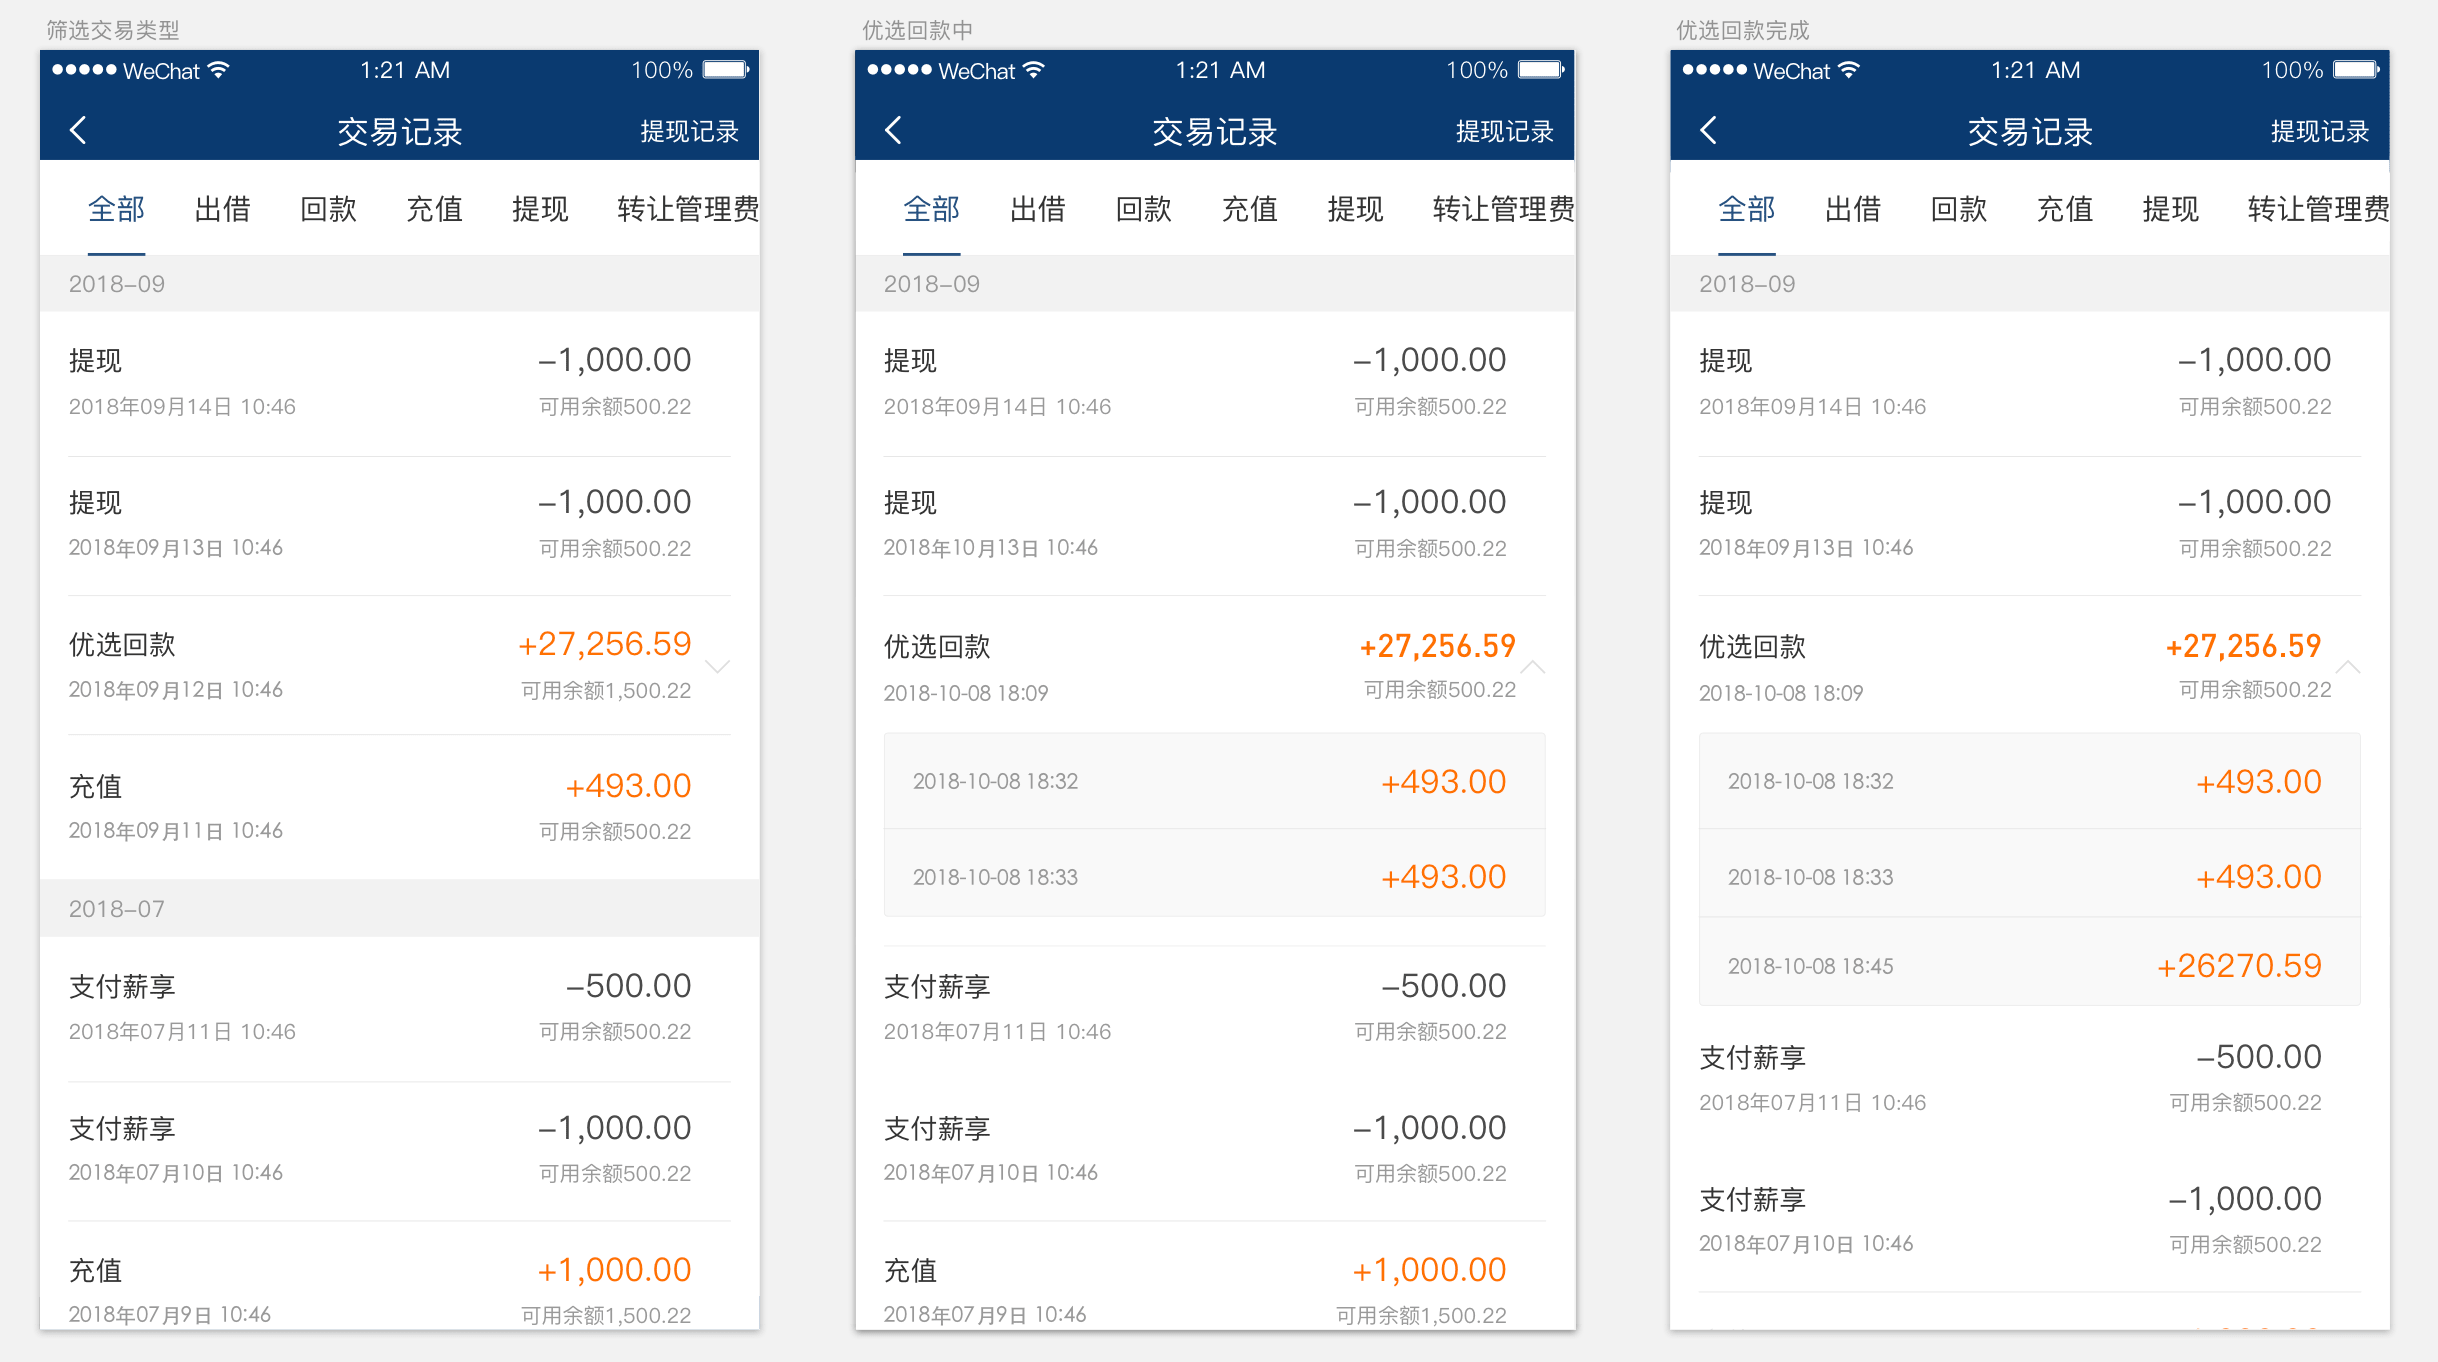 筛选交易类型
WeChat 1:21 AM 100%
交易记录 提现记录
全部 出借 回款 充值 提现 转让管理费
2018-09
提现 -1,000.00
2018年09月14日 10:46 可用余额500.22
提现 -1,000.00
2018年09月13日 10:46 可用余额500.22
优选回款 +27,256.59
2018年09月12日 10:46 可用余额1,500.22
充值 +493.00
2018年09月11日 10:46 可用余额500.22
2018-07
支付薪享 -500.00
2018年07月11日 10:46 可用余额500.22
支付薪享 -1,000.00
2018年07月10日 10:46 可用余额500.22
充值 +1,000.00
2018年07月9日 10:46 可用余额1,500.22
优选回款中
WeChat 1:21 AM 100%
交易记录 提现记录
全部 出借 回款 充值 提现 转让管理费
2018-09
提现 -1,000.00
2018年09月14日 10:46 可用余额500.22
提现 -1,000.00
2018年10月13日 10:46 可用余额500.22
优选回款 +27,256.59
2018-10-08 18:09 可用余额500.22
2018-10-08 18:32 +493.00
2018-10-08 18:33 +493.00
支付薪享 -500.00
2018年07月11日 10:46 可用余额500.22
支付薪享 -1,000.00
2018年07月10日 10:46 可用余额500.22
充值 +1,000.00
2018年07月9日 10:46 可用余额1,500.22
优选回款完成
WeChat 1:21 AM 100%
交易记录 提现记录
全部 出借 回款 充值 提现 转让管理费
2018-09
提现 -1,000.00
2018年09月14日 10:46 可用余额500.22
提现 -1,000.00
2018年09月13日 10:46 可用余额500.22
优选回款 +27,256.59
2018-10-08 18:09 可用余额500.22
2018-10-08 18:32 +493.00
2018-10-08 18:33 +493.00
2018-10-08 18:45 +26270.59
支付薪享 -500.00
2018年07月11日 10:46 可用余额500.22
支付薪享 -1,000.00
2018年07月10日 10:46 可用余额500.22